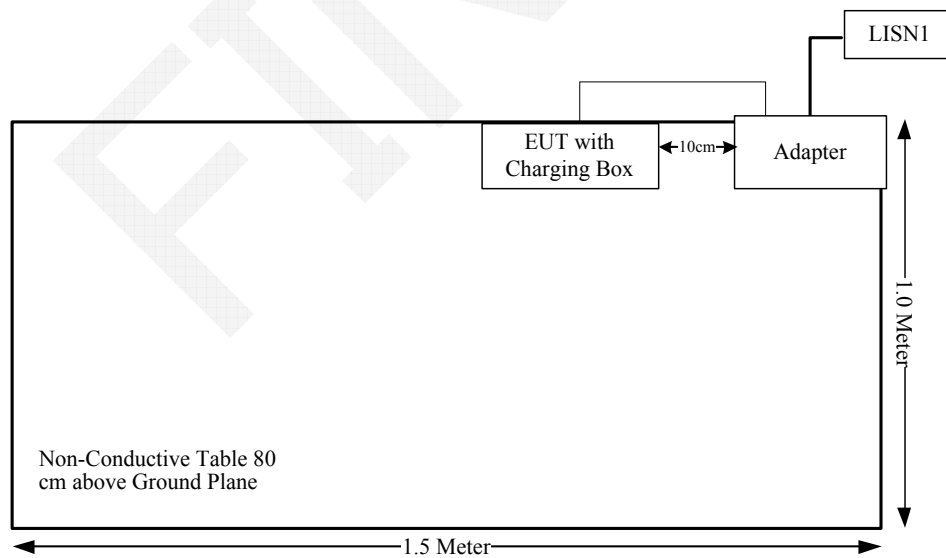 LISN1
EUT with
Charging Box
10cm
Adapter
1.0 Meter
Non-Conductive Table 80
cm above Ground Plane
1.5 Meter